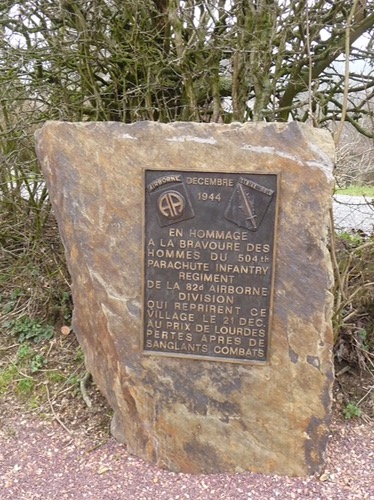 AIRBORNE
DECEMBRE
1944
AA
EN HOMMAGE
A LA BRAVOURE DES
HOMMES DU 504th
PARACHUTE INFANTRY
REGIMENT
DE LA 82d AIRBORNE
DIVISION
QUI REPRIRENT CE
VILLAGE LE 21 DEC.
AU PRIX DE LOURDES
PERTES APRES DE
SANGLANTS COMBATS